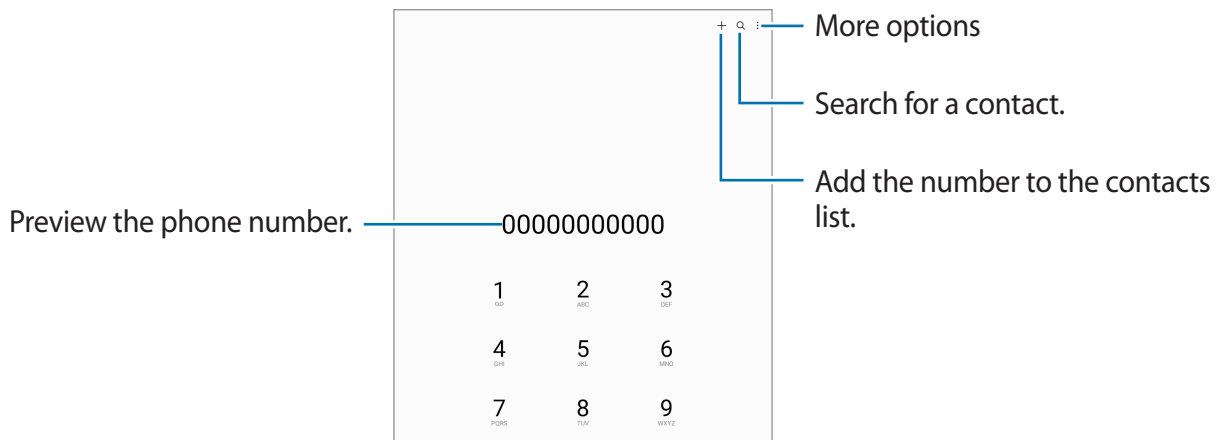 More options
Search for a contact.
Add the number to the contacts
list.
Preview the phone number.
00000000000
1 2 3
ABC DEF
4 5 6
GHI JKL MNO
7 8 9
PQRS TUV WXYZ